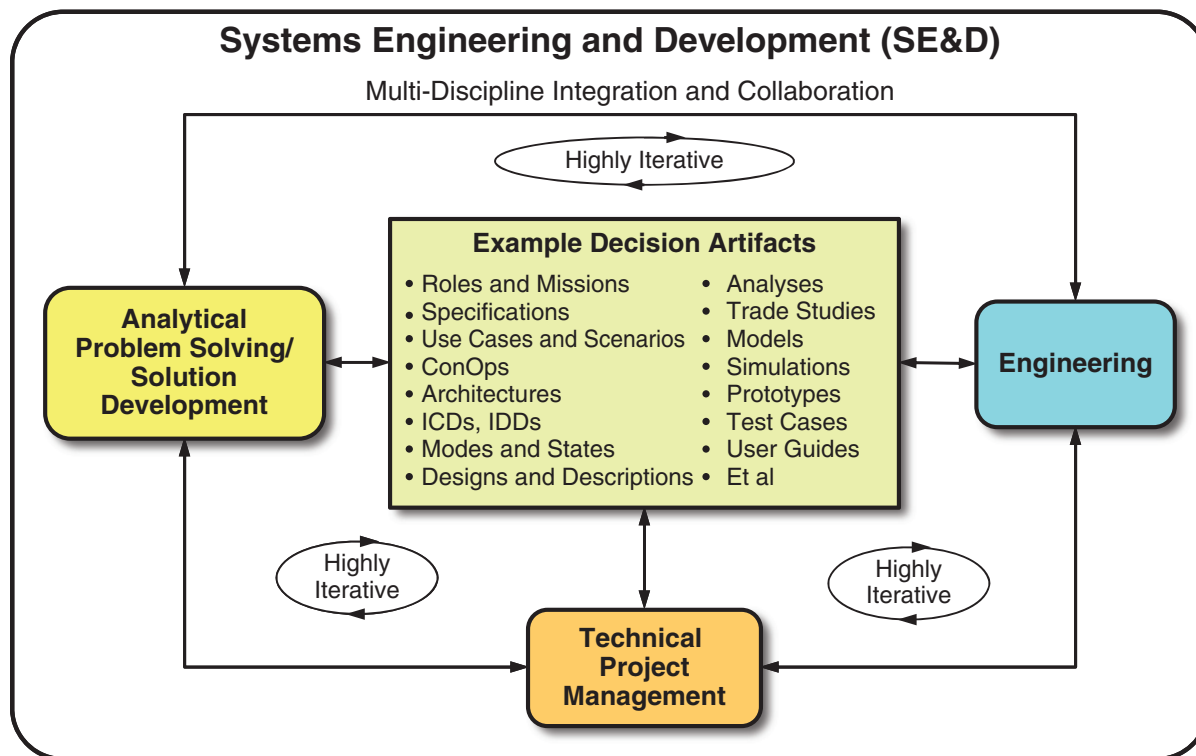 Systems Engineering and Development (SE&D)
Multi-Discipline Integration and Collaboration
Highly Iterative
Example Decision Artifacts
• Roles and Missions
• Specifications
• Use Cases and Scenarios
• ConOps
• Architectures
• ICDs, IDDs
• Modes and States
• Designs and Descriptions
• Analyses
• Trade Studies
• Models
• Simulations
• Prototypes
• Test Cases
• User Guides
• Et al
Analytical
Problem Solving/
Solution
Development
Engineering
Highly
Iterative
Highly
Iterative
Technical
Project
Management